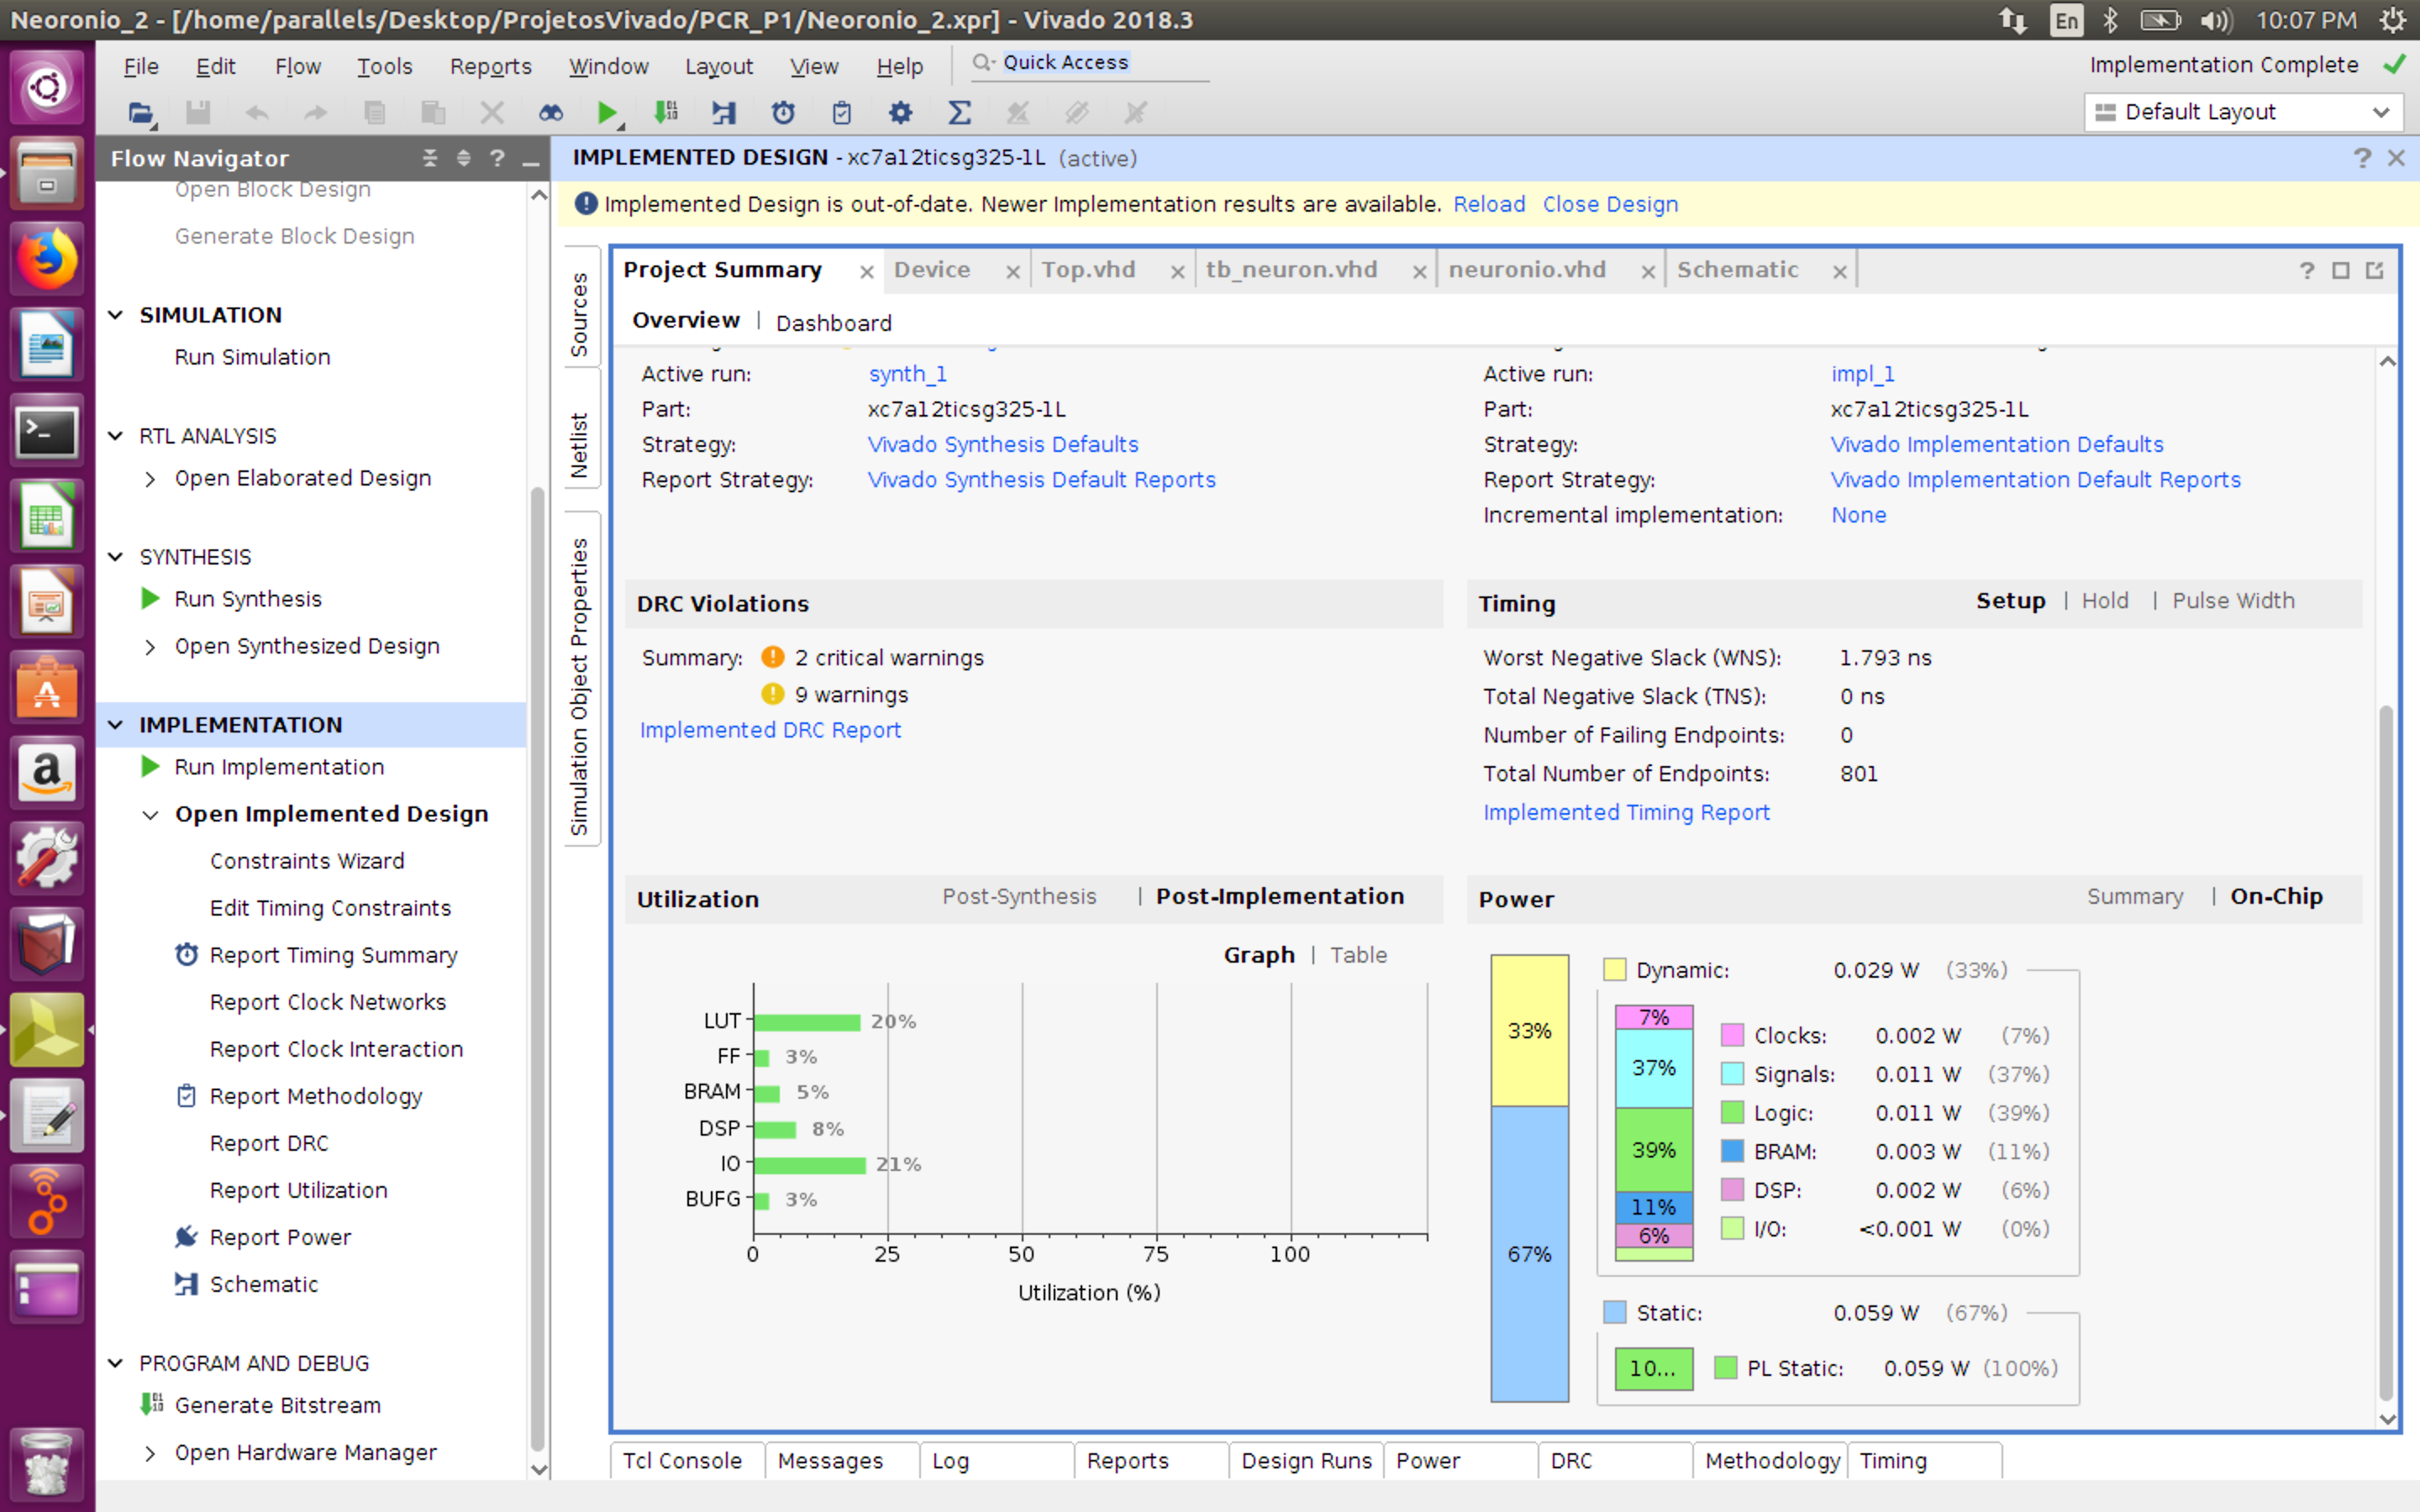 Neoronio_2 - [/home/parallels/Desktop/ProjetosVivado/PCR_P1/Neoronio_2.xpr] - Vivado 2018.3
En
10:07 PM
File Edit Flow Tools Reports Window Layout View Help
Quick Access
Implementation Complete
Default Layout
Flow Navigator
Open Block Design
Generate Block Design
SIMULATION
Run Simulation
RTL ANALYSIS
Open Elaborated Design
SYNTHESIS
Run Synthesis
Open Synthesized Design
IMPLEMENTATION
Run Implementation
Open Implemented Design
Constraints Wizard
Edit Timing Constraints
Report Timing Summary
Report Clock Networks
Report Clock Interaction
Report Methodology
Report DRC
Report Utilization
Report Power
Schematic
PROGRAM AND DEBUG
Generate Bitstream
Open Hardware Manager
IMPLEMENTED DESIGN - xc7a12ticsg325-1L (active)
Implemented Design is out-of-date. Newer Implementation results are available. Reload Close Design
Sources
Netlist
Simulation Object Properties
Project Summary Device Top.vhd tb_neuron.vhd neuronio.vhd Schematic
Overview | Dashboard
Active run: synth_1
Part: xc7a12ticsg325-1L
Strategy: Vivado Synthesis Defaults
Report Strategy: Vivado Synthesis Default Reports
Active run: impl_1
Part: xc7a12ticsg325-1L
Strategy: Vivado Implementation Defaults
Report Strategy: Vivado Implementation Default Reports
Incremental implementation: None
DRC Violations
Summary: 2 critical warnings
9 warnings
Implemented DRC Report
Timing
Setup | Hold | Pulse Width
Worst Negative Slack (WNS): 1.793 ns
Total Negative Slack (TNS): 0 ns
Number of Failing Endpoints: 0
Total Number of Endpoints: 801
Implemented Timing Report
Utilization
Post-Synthesis | Post-Implementation
Graph | Table
LUT 20%
FF 3%
BRAM 5%
DSP 8%
IO 21%
BUFG 3%
0 25 50 75 100
Utilization (%)
Power
Summary | On-Chip
33%
67%
Dynamic: 0.029 W (33%)
7%
37%
39%
11%
6%
Clocks: 0.002 W (7%)
Signals: 0.011 W (37%)
Logic: 0.011 W (39%)
BRAM: 0.003 W (11%)
DSP: 0.002 W (6%)
I/O: <0.001 W (0%)
Static: 0.059 W (67%)
10...
PL Static: 0.059 W (100%)
Tcl Console Messages Log Reports Design Runs Power DRC Methodology Timing